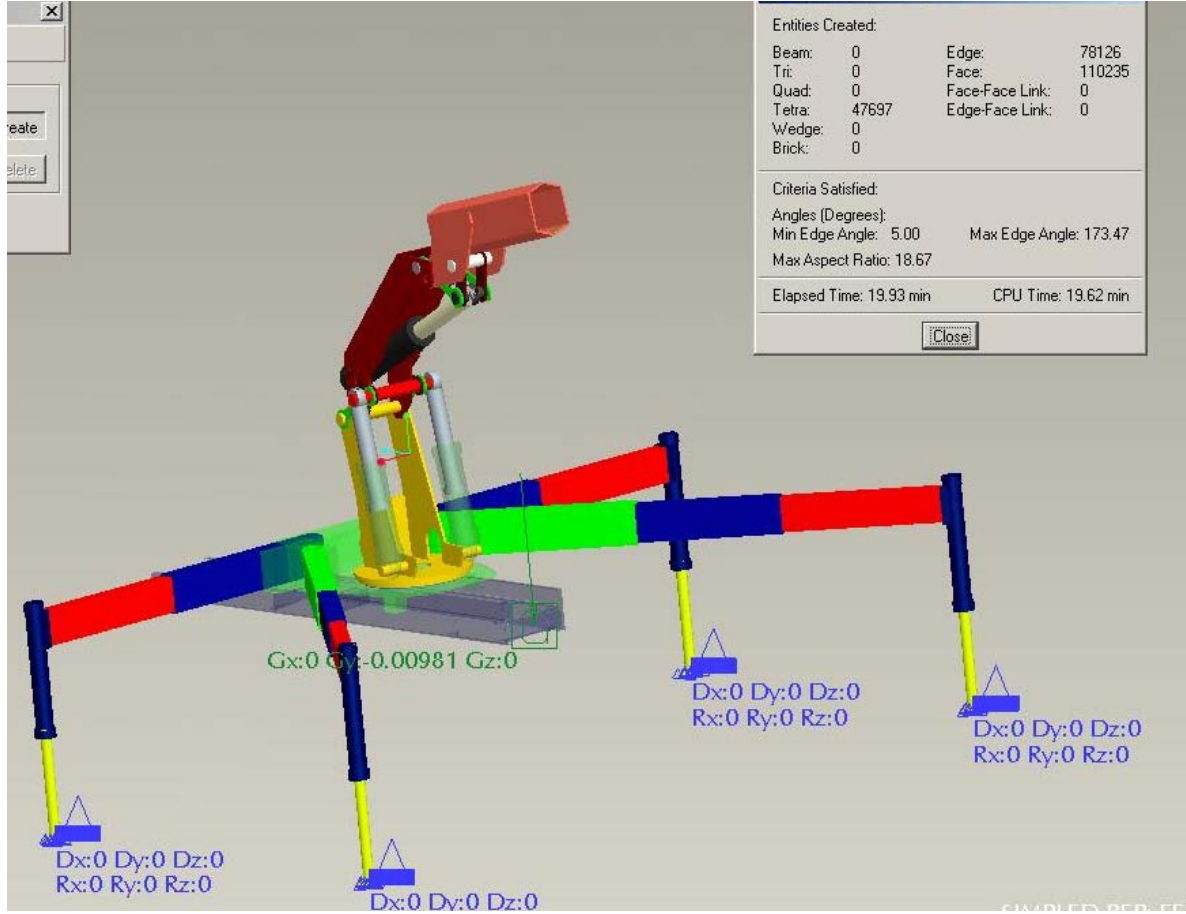 reate
elete
Entities Created:
Beam: 0 Edge: 78126
Tri: 0 Face: 110235
Quad: 0 Face-Face Link: 0
Tetra: 47697 Edge-Face Link: 0
Wedge: 0
Brick: 0
Criteria Satisfied:
Angles (Degrees):
Min Edge Angle: 5.00 Max Edge Angle: 173.47
Max Aspect Ratio: 18.67
Elapsed Time: 19.93 min CPU Time: 19.62 min
Close
Gx:0 Gy:-0.00981 Gz:0
Dx:0 Dy:0 Dz:0
Rx:0 Ry:0 Rz:0
Dx:0 Dy:0 Dz:0
Rx:0 Ry:0 Rz:0
Dx:0 Dy:0 Dz:0
Rx:0 Ry:0 Rz:0
Dx:0 Dy:0 Dz:0